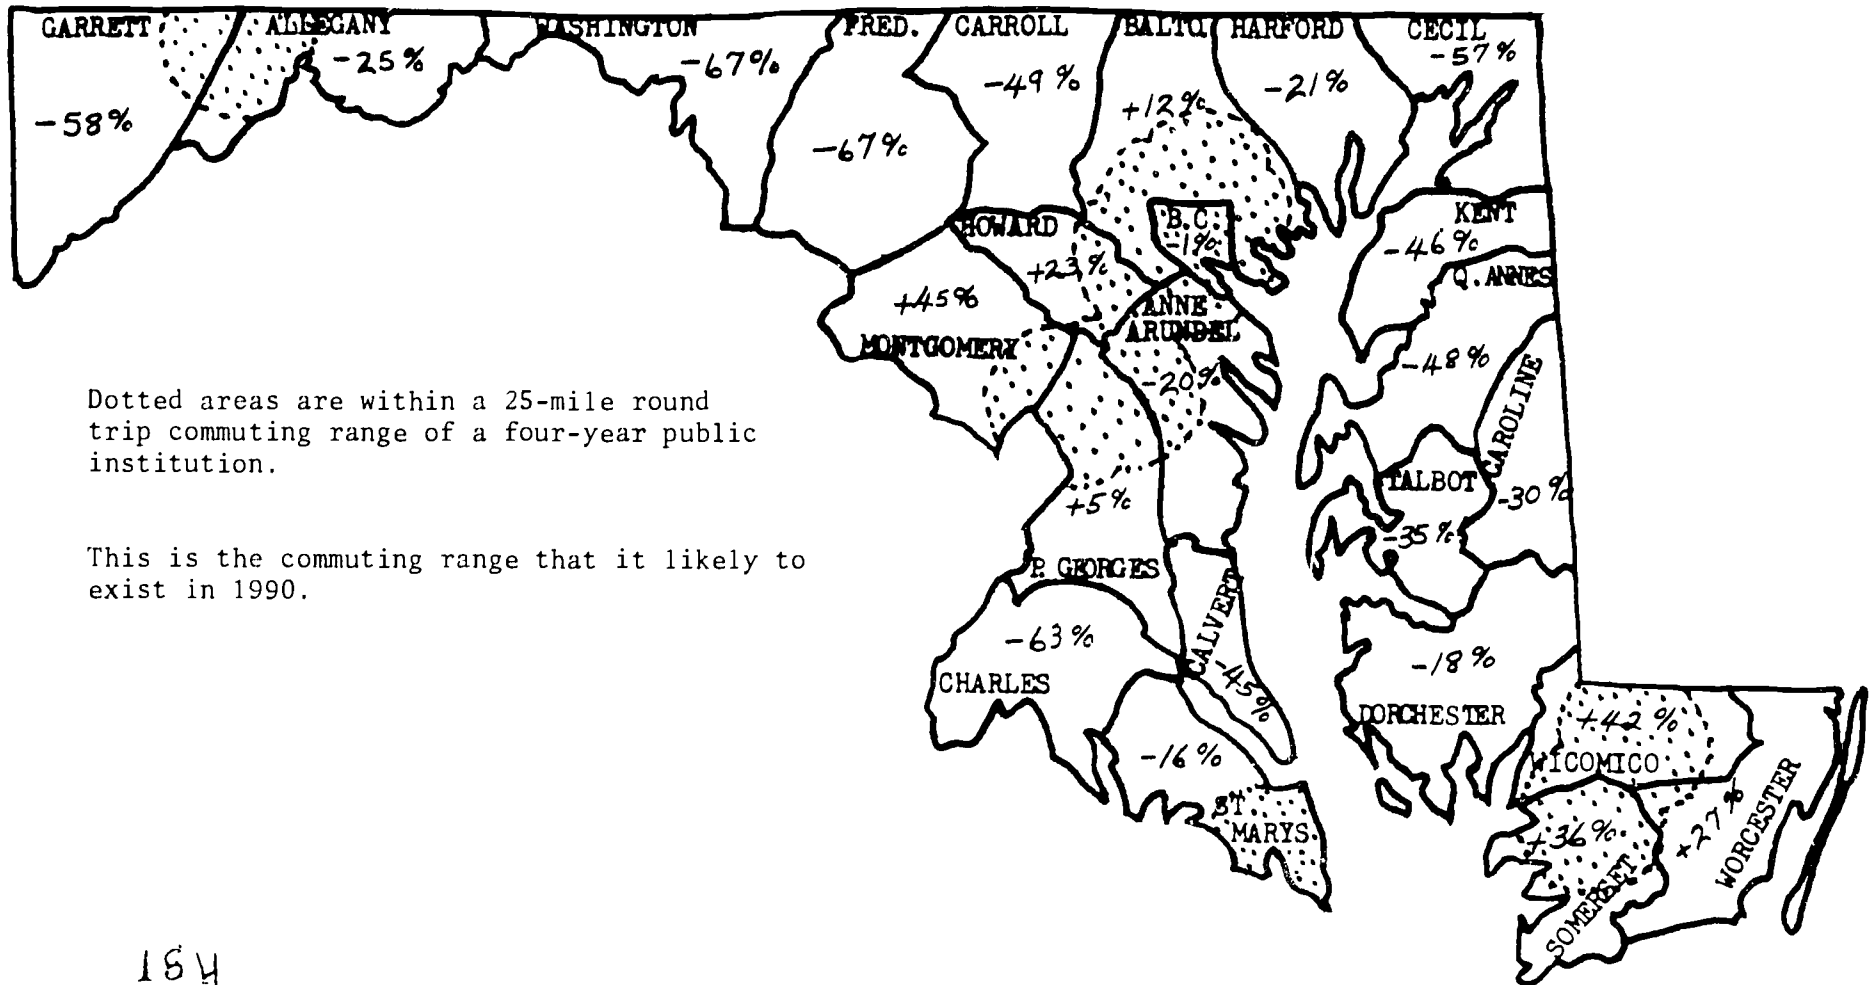 GARRETT
-58%
ALLEGANY
-25%
WASHINGTON
-67%
FRED.
-67%
CARROLL
-49%
BALTO.
+12%
HARFORD
-21%
CECIL
-57%
HOWARD
+23%
B.C
-1%
KENT
-46%
Q. ANNES
-48%
+45%
MONTGOMERY
ANNE
ARUNDEL
-20%
CAROLINE
-30%
TALBOT
-35%
+5%
P. GEORGES
CALVERT
-45%
-63%
CHARLES
-18%
DORCHESTER
-16%
ST
MARYS
+42%
WICOMICO
+36%
SOMERSET
+27%
WORCESTER
Dotted areas are within a 25-mile round
trip commuting range of a four-year public
institution.
This is the commuting range that it likely to
exist in 1990.